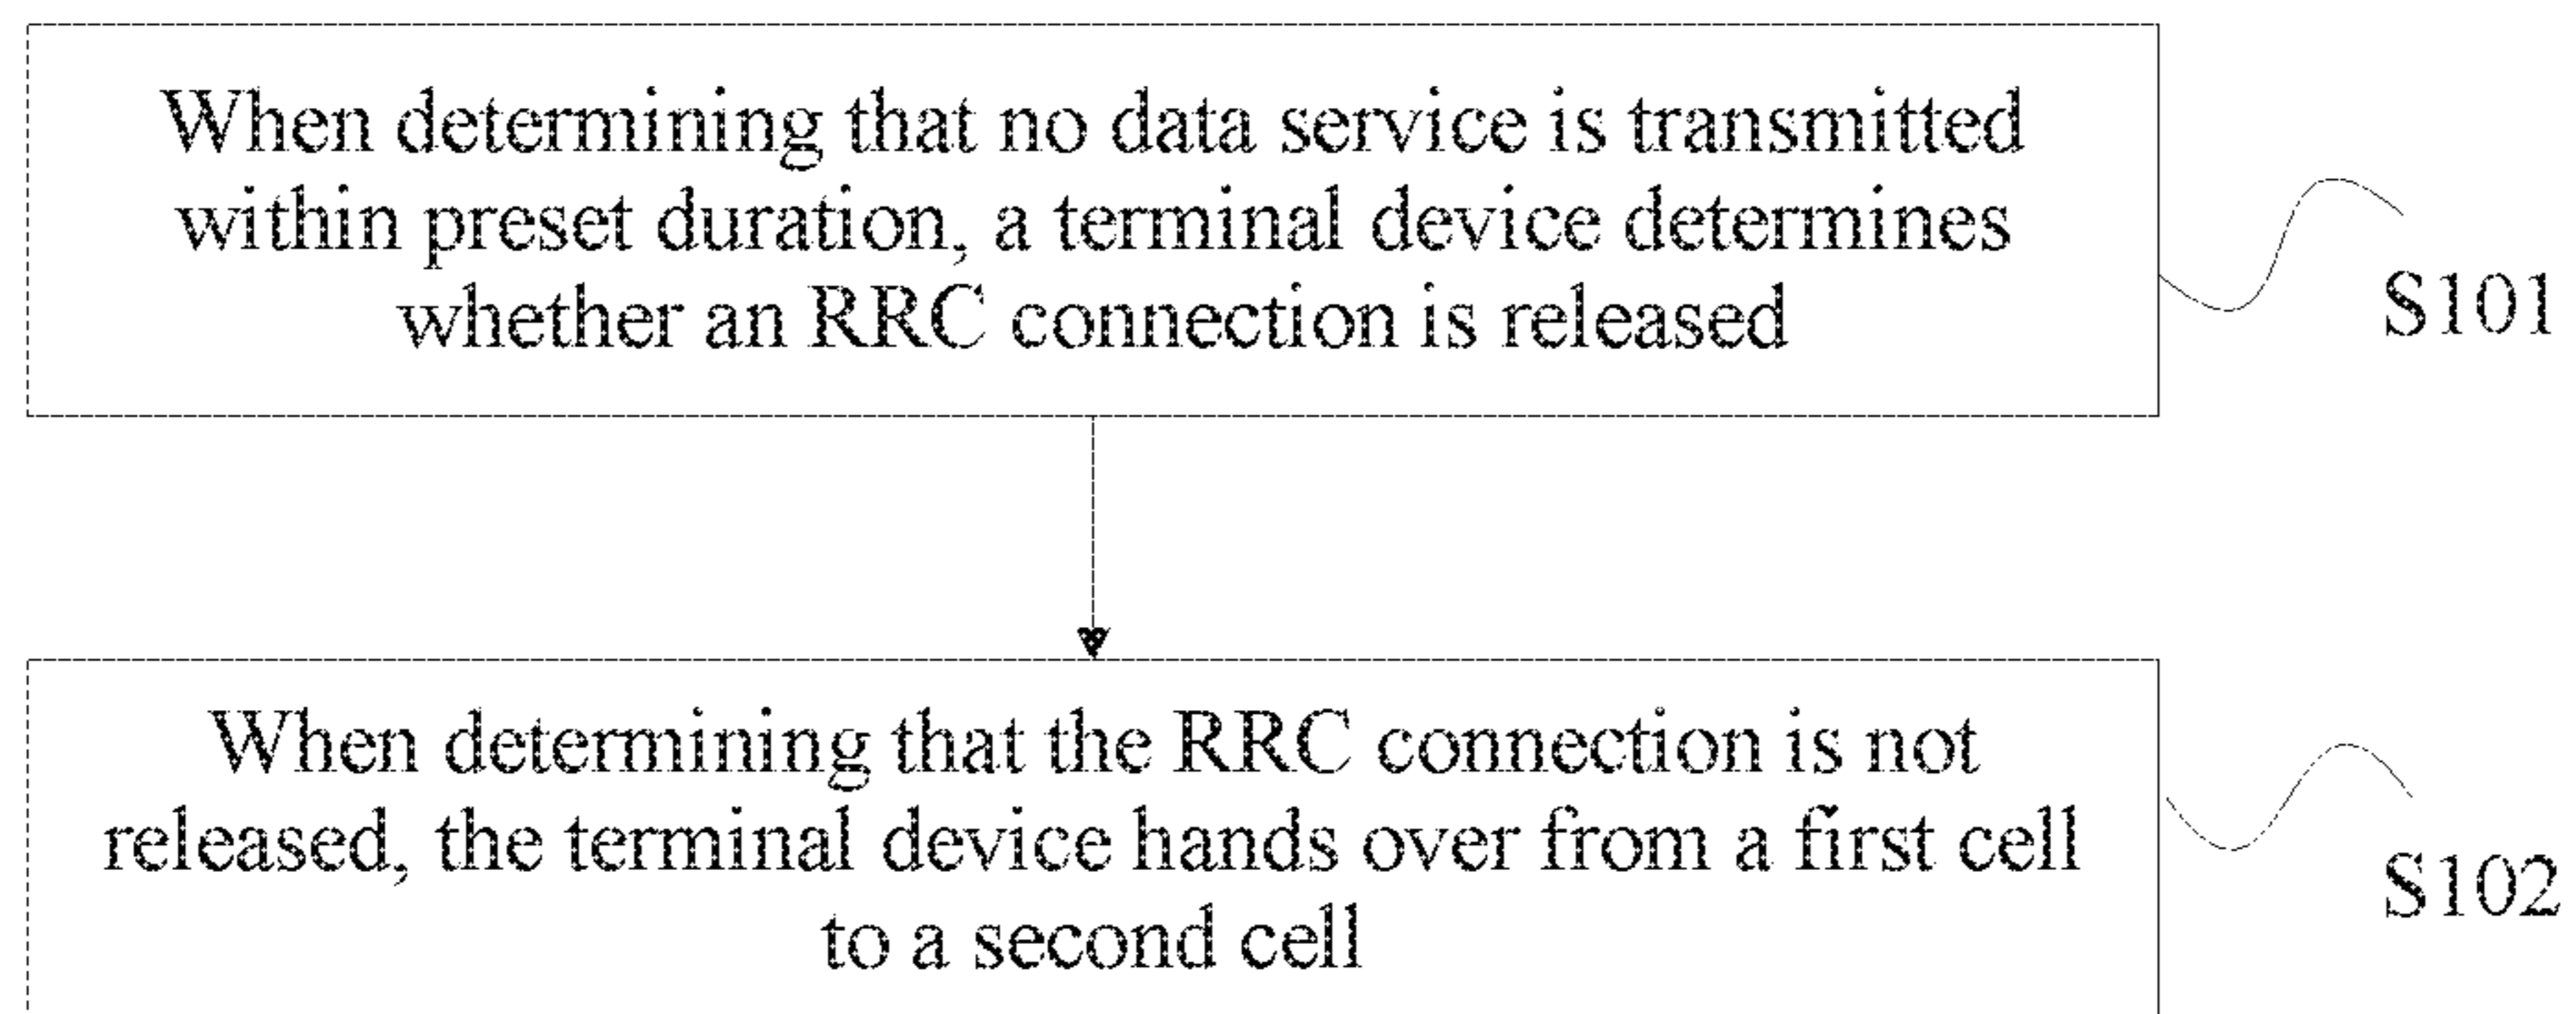 When determining that no data service is transmitted
within preset duration, a terminal device determines
whether an RRC connection is released
S101
When determining that the RRC connection is not
released, the terminal device hands over from a first cell
to a second cell
S102